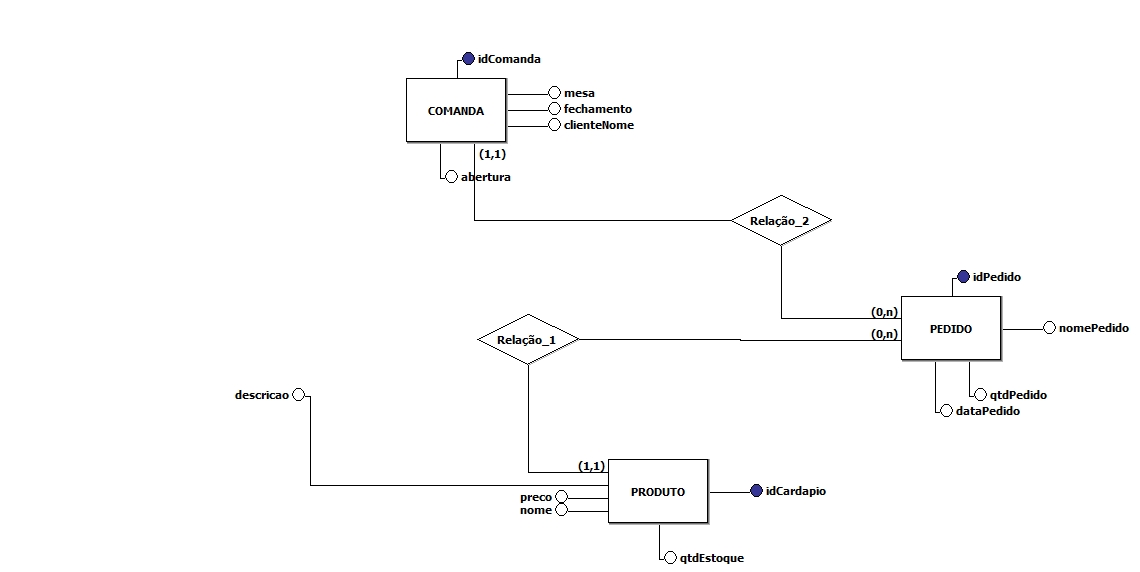 idComanda
COMANDA
mesa
fechamento
clienteNome
(1,1)
abertura
Relação_2
idPedido
(0,n)
PEDIDO
nomePedido
(0,n)
Relação_1
descricao
qtdPedido
dataPedido
(1,1)
PRODUTO
idCardapio
preco
nome
qtdEstoque